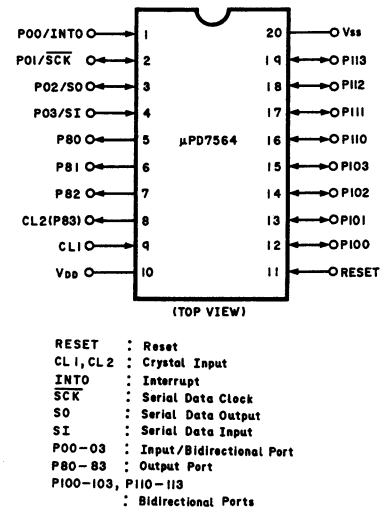 P00/INT0 1 20 Vss
P01/SCK 2 19 P113
P02/SO 3 18 P112
P03/SI 4 17 P111
P80 5 μPD7564 16 P110
P81 6 15 P103
P82 7 14 P102
CL2(P83) 8 13 P101
CL1 9 12 P100
VDD 10 11 RESET
(TOP VIEW)
RESET : Reset
CL1, CL2 : Crystal Input
INT0 : Interrupt
SCK : Serial Data Clock
SO : Serial Data Output
SI : Serial Data Input
P00-03 : Input/Bidirectional Port
P80-83 : Output Port
P100-103, P110-113
: Bidirectional Ports